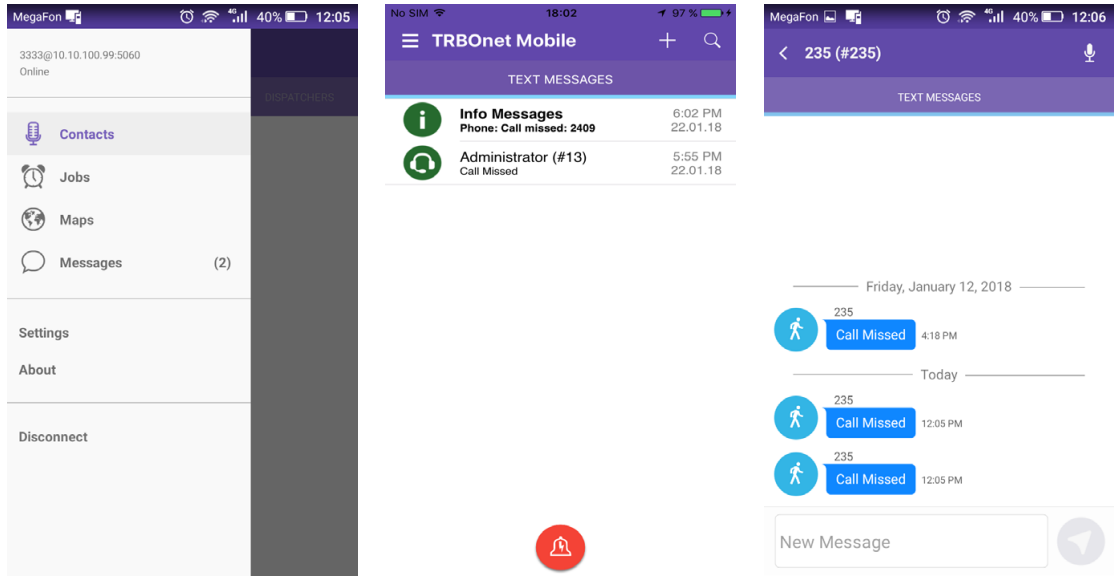 MegaFon 4G 40% 12:05
3333@10.10.100.99:5060
Online
DISPATCHERS
Contacts
Jobs
Maps
Messages (2)
Settings
About
Disconnect
No SIM 18:02 97 %
TRBOnet Mobile
TEXT MESSAGES
Info Messages 6:02 PM
Phone: Call missed: 2409 22.01.18
Administrator (#13) 5:55 PM
Call Missed 22.01.18
MegaFon 4G 40% 12:06
235 (#235)
TEXT MESSAGES
Friday, January 12, 2018
235
Call Missed 4:18 PM
Today
235
Call Missed 12:05 PM
235
Call Missed 12:05 PM
New Message